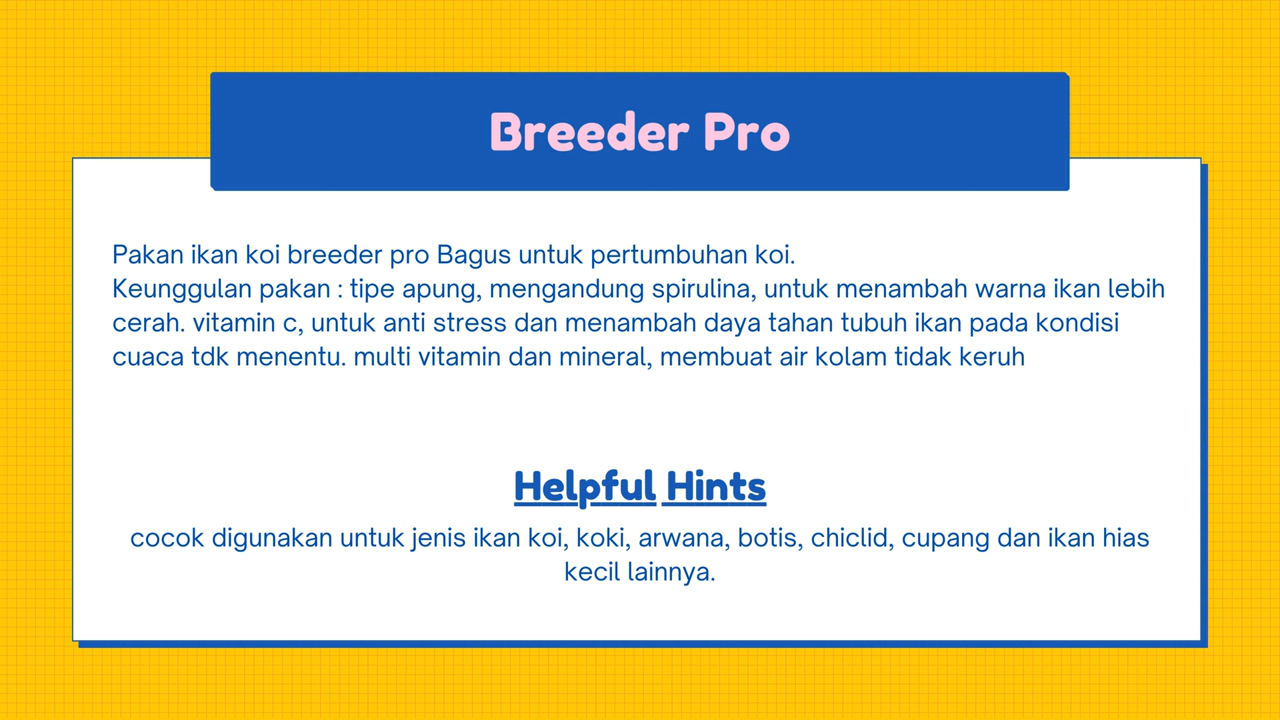 Breeder Pro
Pakan ikan koi breeder pro Bagus untuk pertumbuhan koi.
Keunggulan pakan : tipe apung, mengandung spirulina, untuk menambah warna ikan lebih
cerah. vitamin c, untuk anti stress dan menambah daya tahan tubuh ikan pada kondisi
cuaca tdk menentu. multi vitamin dan mineral, membuat air kolam tidak keruh
Helpful Hints
cocok digunakan untuk jenis ikan koi, koki, arwana, botis, chiclid, cupang dan ikan hias
kecil lainnya.